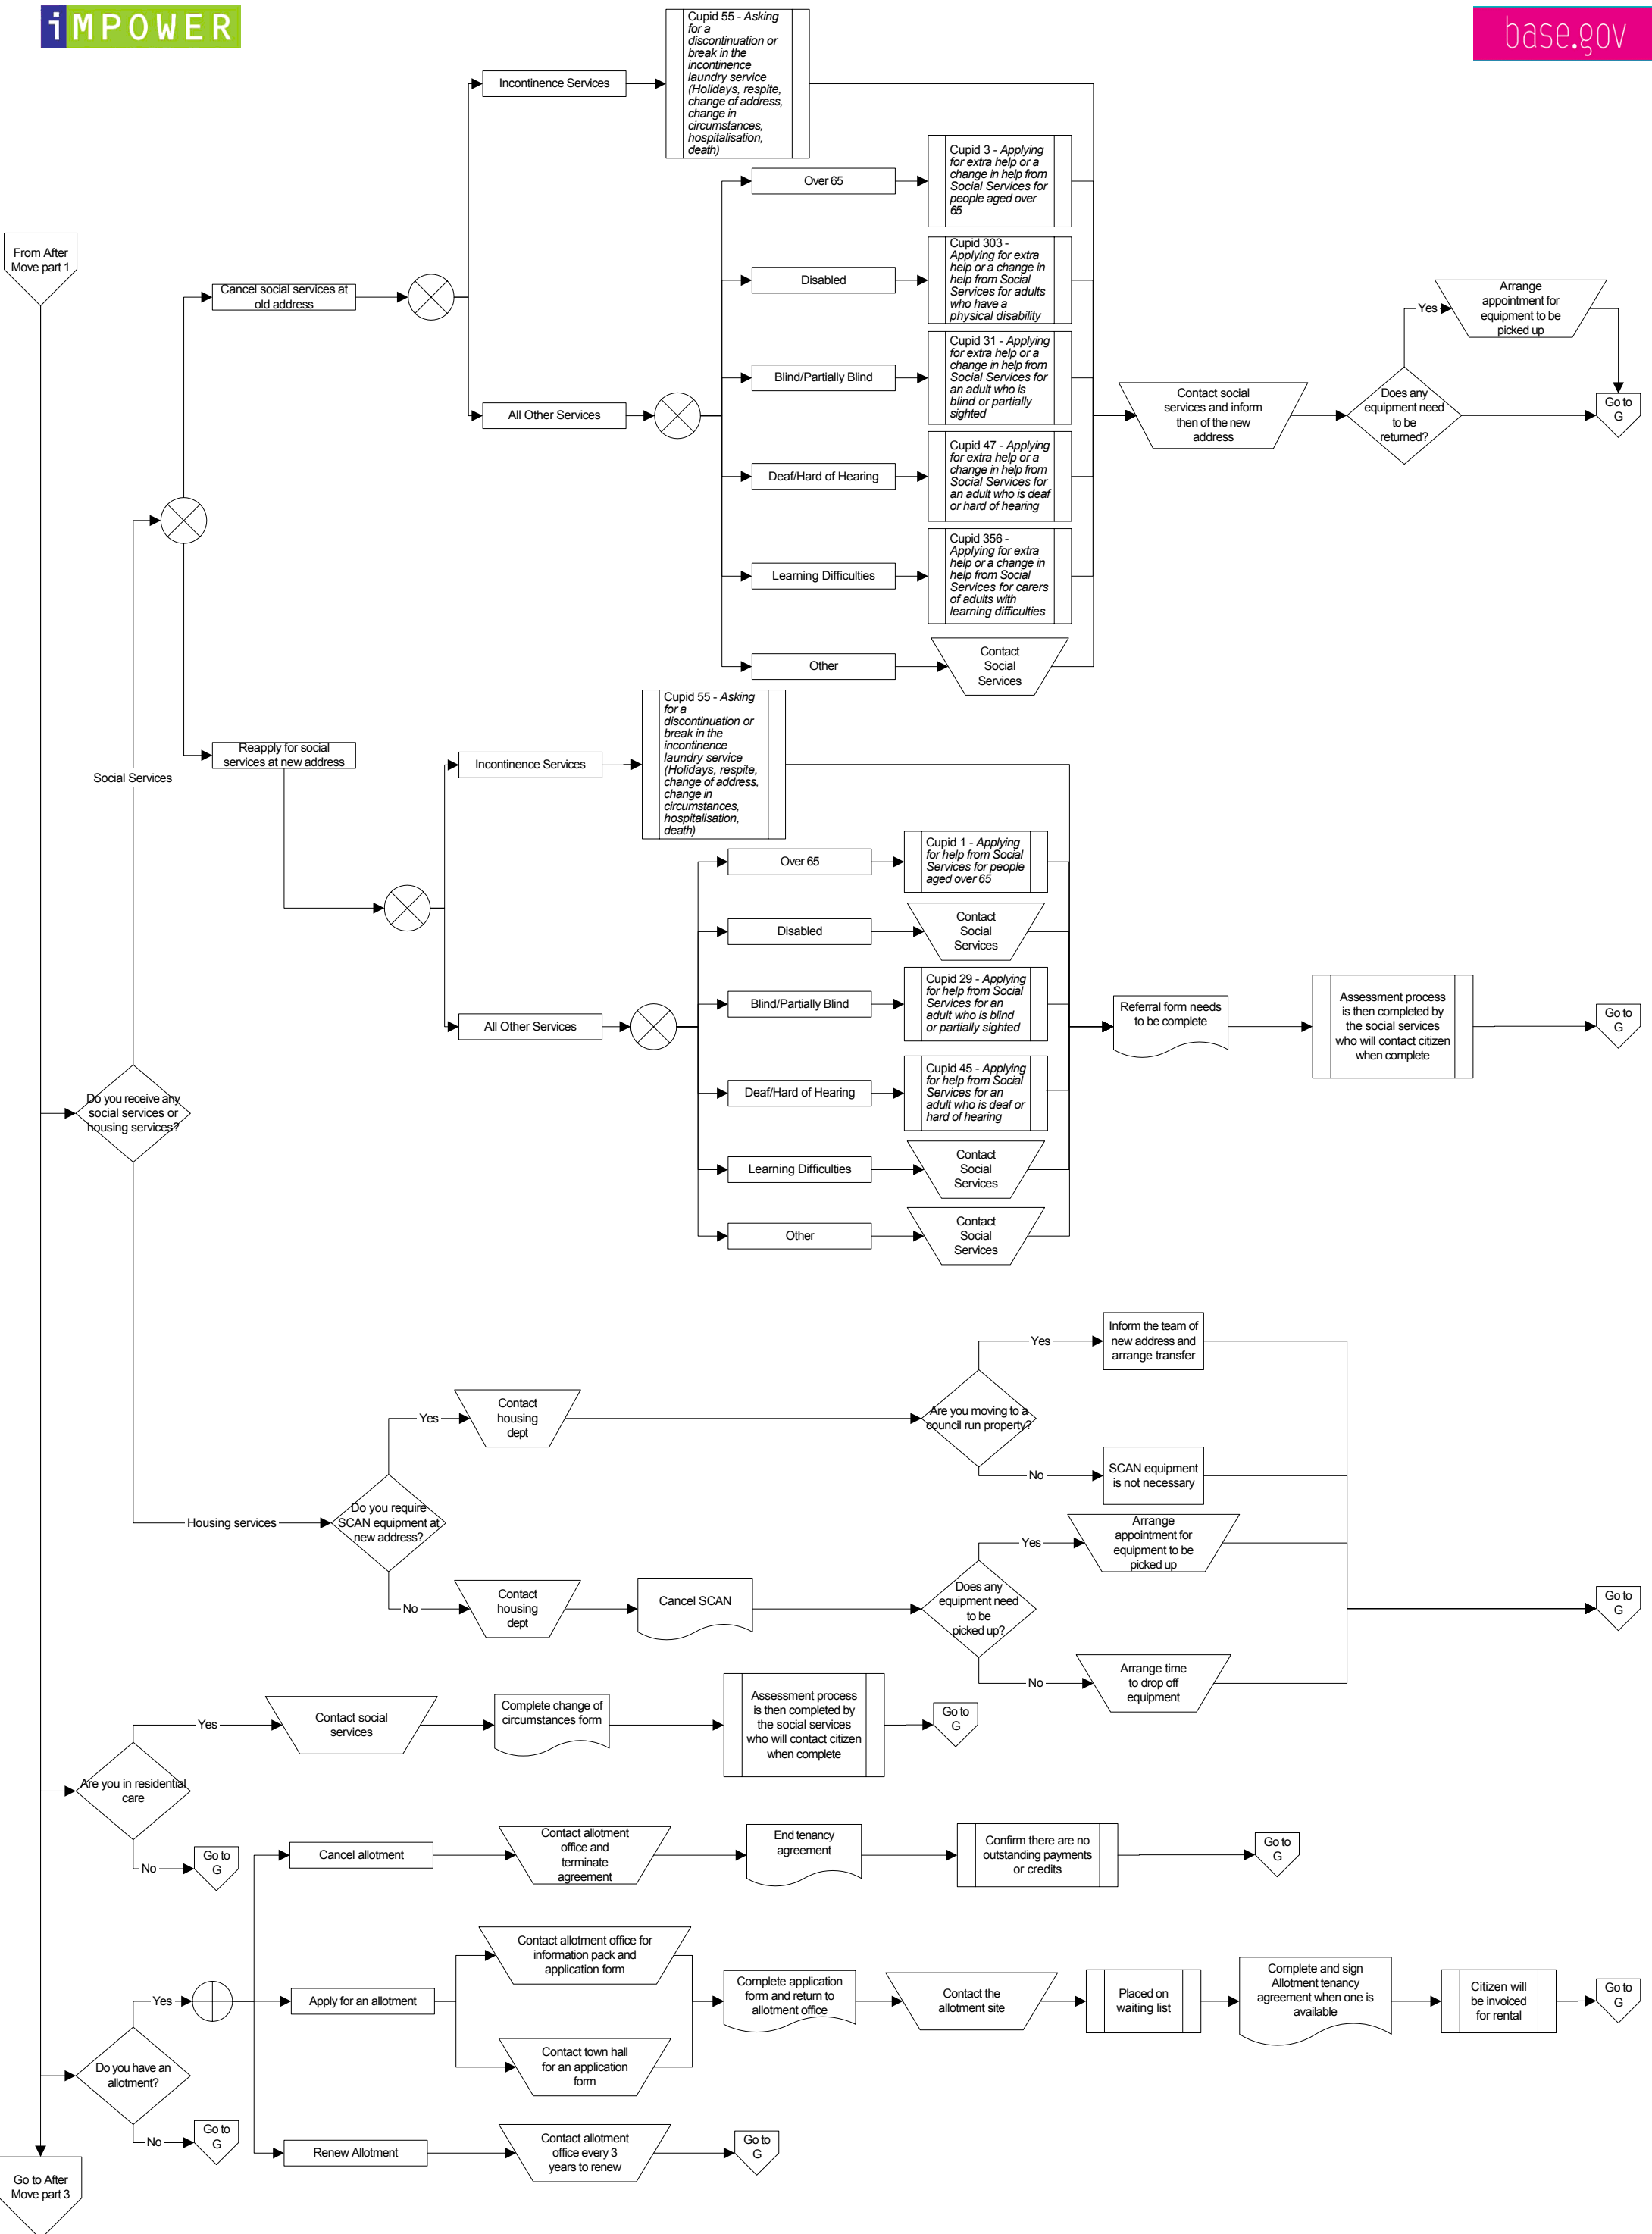 iMPOWER
base.gov
From After
Move part 1
Social Services
Cancel social services at
old address
Incontinence Services
Cupid 55 - Asking
for a
discontinuation or
break in the
incontinence
laundry service
(Holidays, respite,
change of address,
change in
circumstances,
hospitalisation,
death)
All Other Services
Over 65
Cupid 3 - Applying
for extra help or a
change in help from
Social Services for
people aged over
65
Disabled
Cupid 303 -
Applying for extra
help or a change in
help from Social
Services for adults
who have a
physical disability
Blind/Partially Blind
Cupid 31 - Applying
for extra help or a
change in help from
Social Services for
an adult who is
blind or partially
sighted
Deaf/Hard of Hearing
Cupid 47 - Applying
for extra help or a
change in help from
Social Services for
an adult who is deaf
or hard of hearing
Learning Difficulties
Cupid 356 -
Applying for extra
help or a change in
help from Social
Services for carers
of adults with
learning difficulties
Other
Contact
Social
Services
Contact social
services and inform
then of the new
address
Does any
equipment need
to be
returned?
Yes
Arrange
appointment for
equipment to be
picked up
Go to
G
Reapply for social
services at new address
Incontinence Services
Cupid 55 - Asking
for a
discontinuation or
break in the
incontinence
laundry service
(Holidays, respite,
change of address,
change in
circumstances,
hospitalisation,
death)
All Other Services
Over 65
Cupid 1 - Applying
for help from Social
Services for people
aged over 65
Disabled
Contact
Social
Services
Blind/Partially Blind
Cupid 29 - Applying
for help from Social
Services for an
adult who is blind
or partially sighted
Deaf/Hard of Hearing
Cupid 45 - Applying
for help from Social
Services for an
adult who is deaf or
hard of hearing
Learning Difficulties
Contact
Social
Services
Other
Contact
Social
Services
Referral form needs
to be complete
Assessment process
is then completed by
the social services
who will contact citizen
when complete
Go to
G
Do you receive any
social services or
housing services?
Housing services
Do you require
SCAN equipment at
new address?
Yes
Contact
housing
dept
Are you moving to a
council run property?
Yes
Inform the team of
new address and
arrange transfer
No
SCAN equipment
is not necessary
No
Contact
housing
dept
Cancel SCAN
Does any
equipment need
to be
picked up?
Yes
Arrange
appointment for
equipment to be
picked up
No
Arrange time
to drop off
equipment
Go to
G
Are you in residential
care
Yes
Contact social
services
Complete change of
circumstances form
Assessment process
is then completed by
the social services
who will contact citizen
when complete
Go to
G
No
Go to
G
Do you have an
allotment?
Yes
Cancel allotment
Contact allotment
office and
terminate
agreement
End tenancy
agreement
Confirm there are no
outstanding payments
or credits
Go to
G
Apply for an allotment
Contact allotment office for
information pack and
application form
Contact town hall
for an application
form
Complete application
form and return to
allotment office
Contact the
allotment site
Placed on
waiting list
Complete and sign
Allotment tenancy
agreement when one is
available
Citizen will
be invoiced
for rental
Go to
G
Renew Allotment
Contact allotment
office every 3
years to renew
Go to
G
No
Go to
G
Go to After
Move part 3